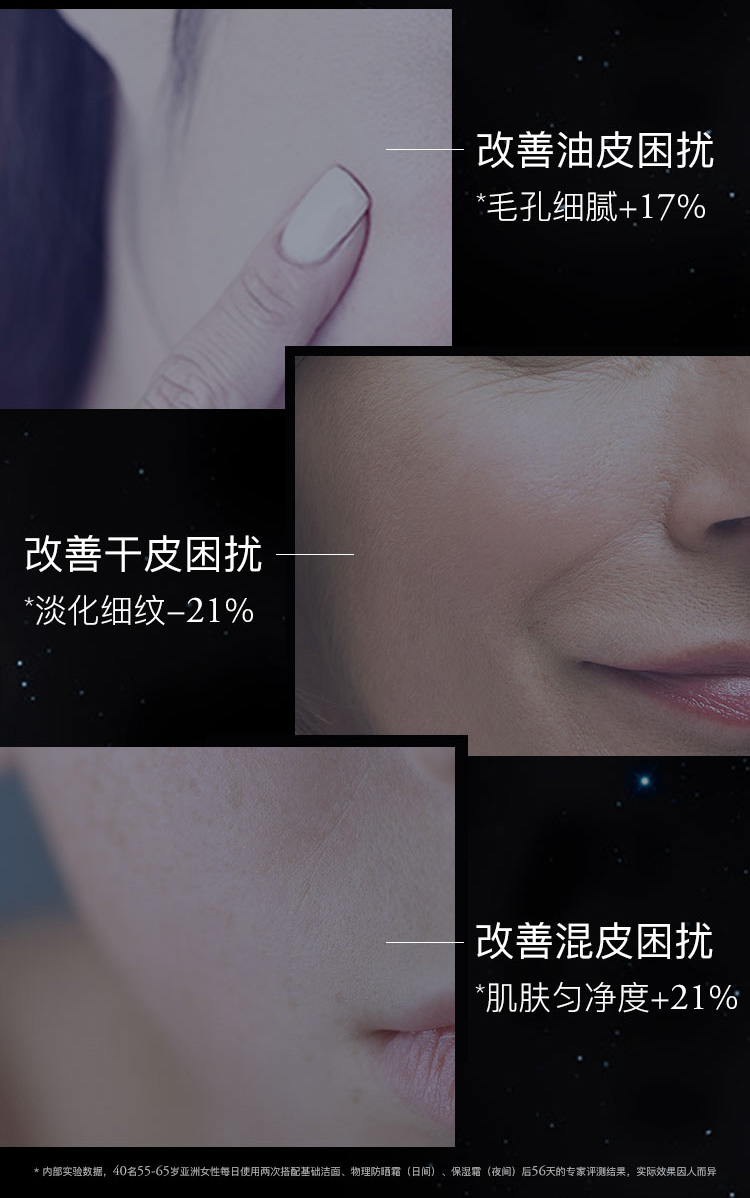 改善油皮困扰
*毛孔细腻+17%
改善干皮困扰
*淡化细纹–21%
改善混皮困扰
*肌肤匀净度+21%
* 内部实验数据，40名55-65岁亚洲女性每日使用两次搭配基础洁面、物理防晒霜（日间）、保湿霜（夜间）后56天的专家评测结果，实际效果因人而异